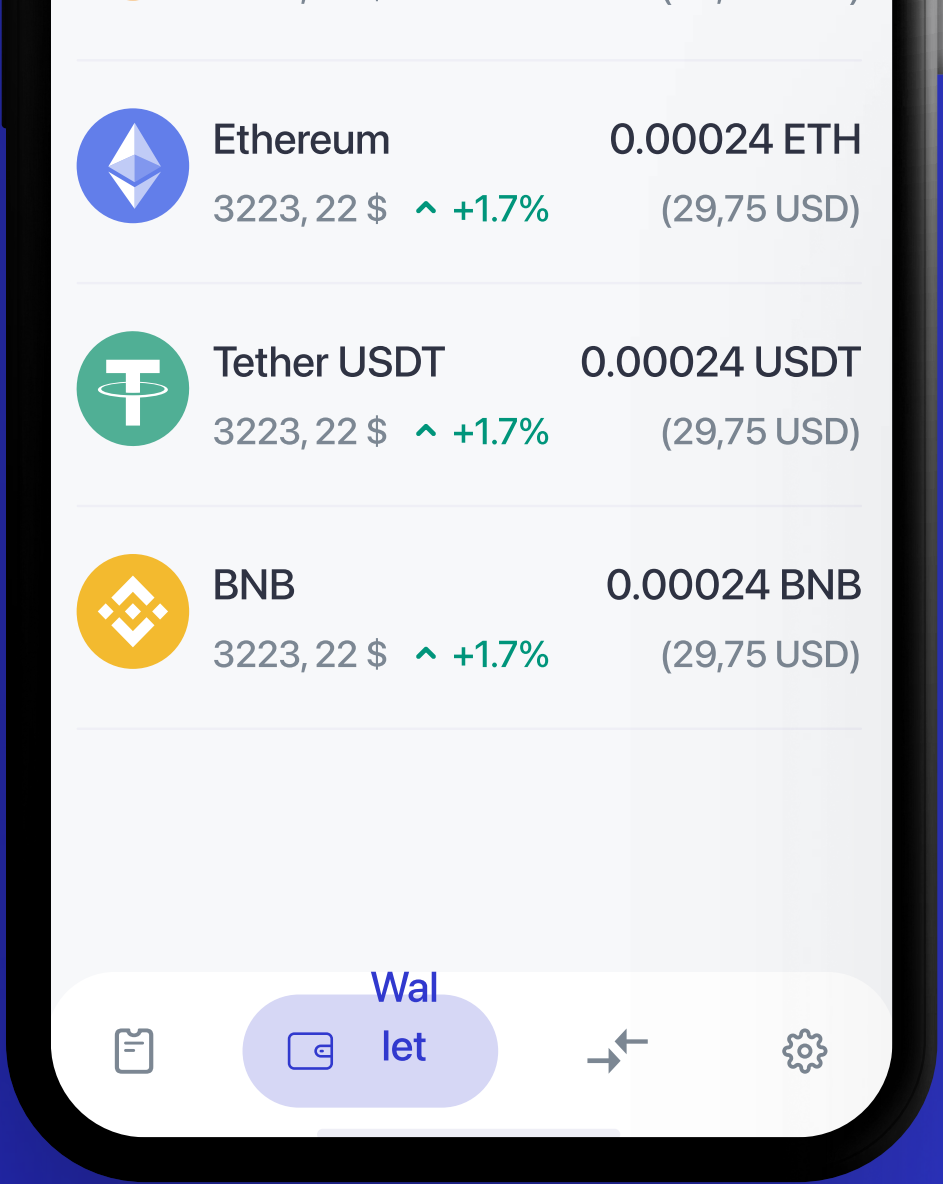 Ethereum
0.00024 ETH
3223, 22 $ +1.7%
(29,75 USD)
Tether USDT
0.00024 USDT
3223, 22 $ +1.7%
(29,75 USD)
BNB
0.00024 BNB
3223, 22 $ +1.7%
(29,75 USD)
Wal
let